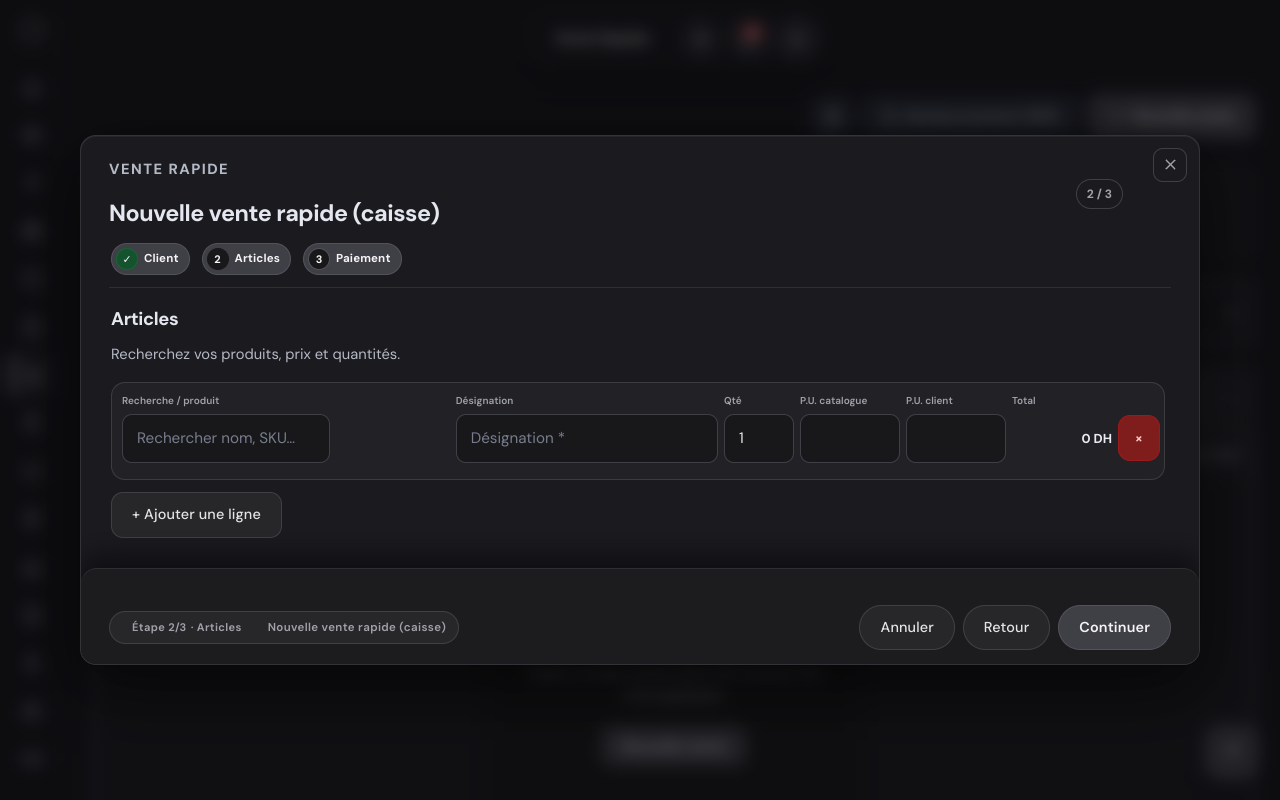 VENTE RAPIDE
2 / 3
Nouvelle vente rapide (caisse)
✓ Client 2 Articles 3 Paiement
Articles
Recherchez vos produits, prix et quantités.
Recherche / produit Désignation Qté P.U. catalogue P.U. client Total
Rechercher nom, SKU... Désignation * 1 0 DH ×
+ Ajouter une ligne
Étape 2/3 · Articles Nouvelle vente rapide (caisse) Annuler Retour Continuer